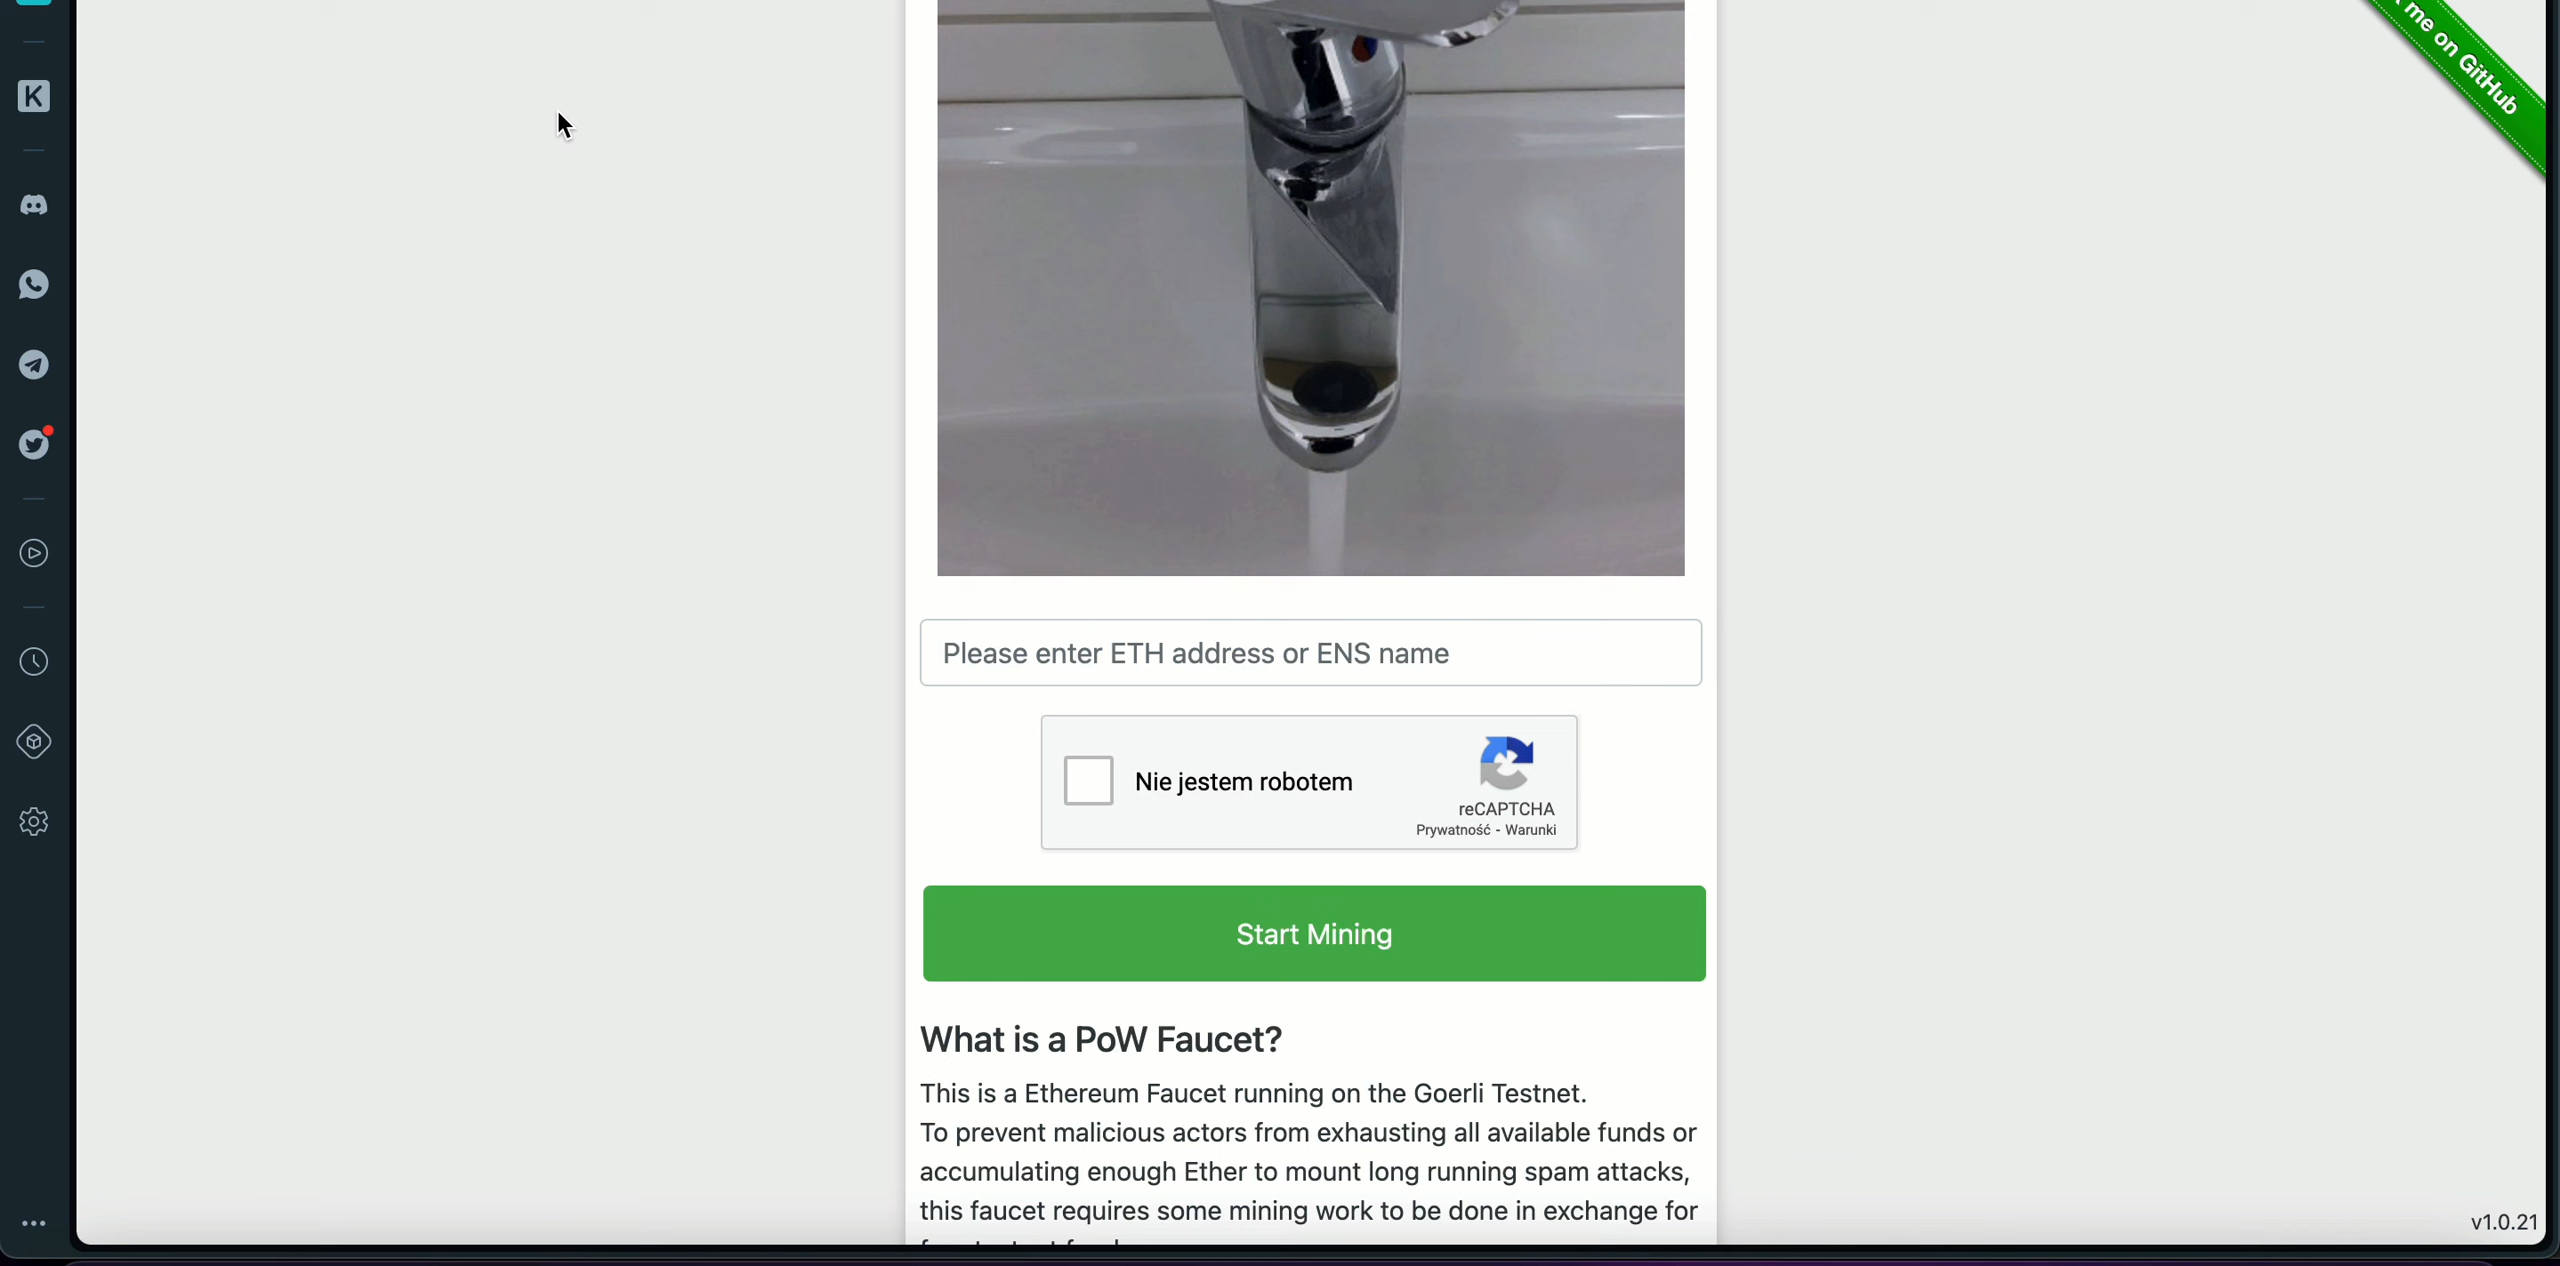 me on GitHub
K
Please enter ETH address or ENS name
Nie jestem robotem
reCAPTCHA
Prywatność - Warunki
Start Mining
What is a PoW Faucet?
This is a Ethereum Faucet running on the Goerli Testnet.
To prevent malicious actors from exhausting all available funds or
accumulating enough Ether to mount long running spam attacks,
this faucet requires some mining work to be done in exchange for
v1.0.21